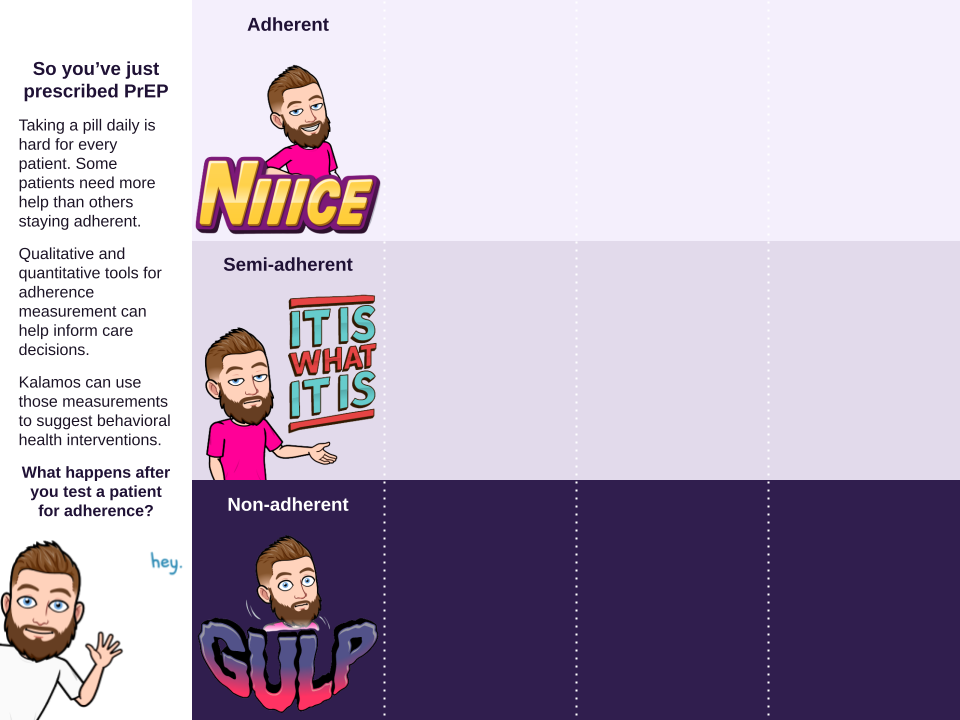 So you’ve just
prescribed PrEP
Taking a pill daily is
hard for every
patient. Some
patients need more
help than others
staying adherent.
Qualitative and
quantitative tools for
adherence
measurement can
help inform care
decisions.
Kalamos can use
those measurements
to suggest behavioral
health interventions.
What happens after
you test a patient
for adherence?
hey.
Adherent
NIIICE
Semi-adherent
IT IS
WHAT
IT IS
Non-adherent
GULP